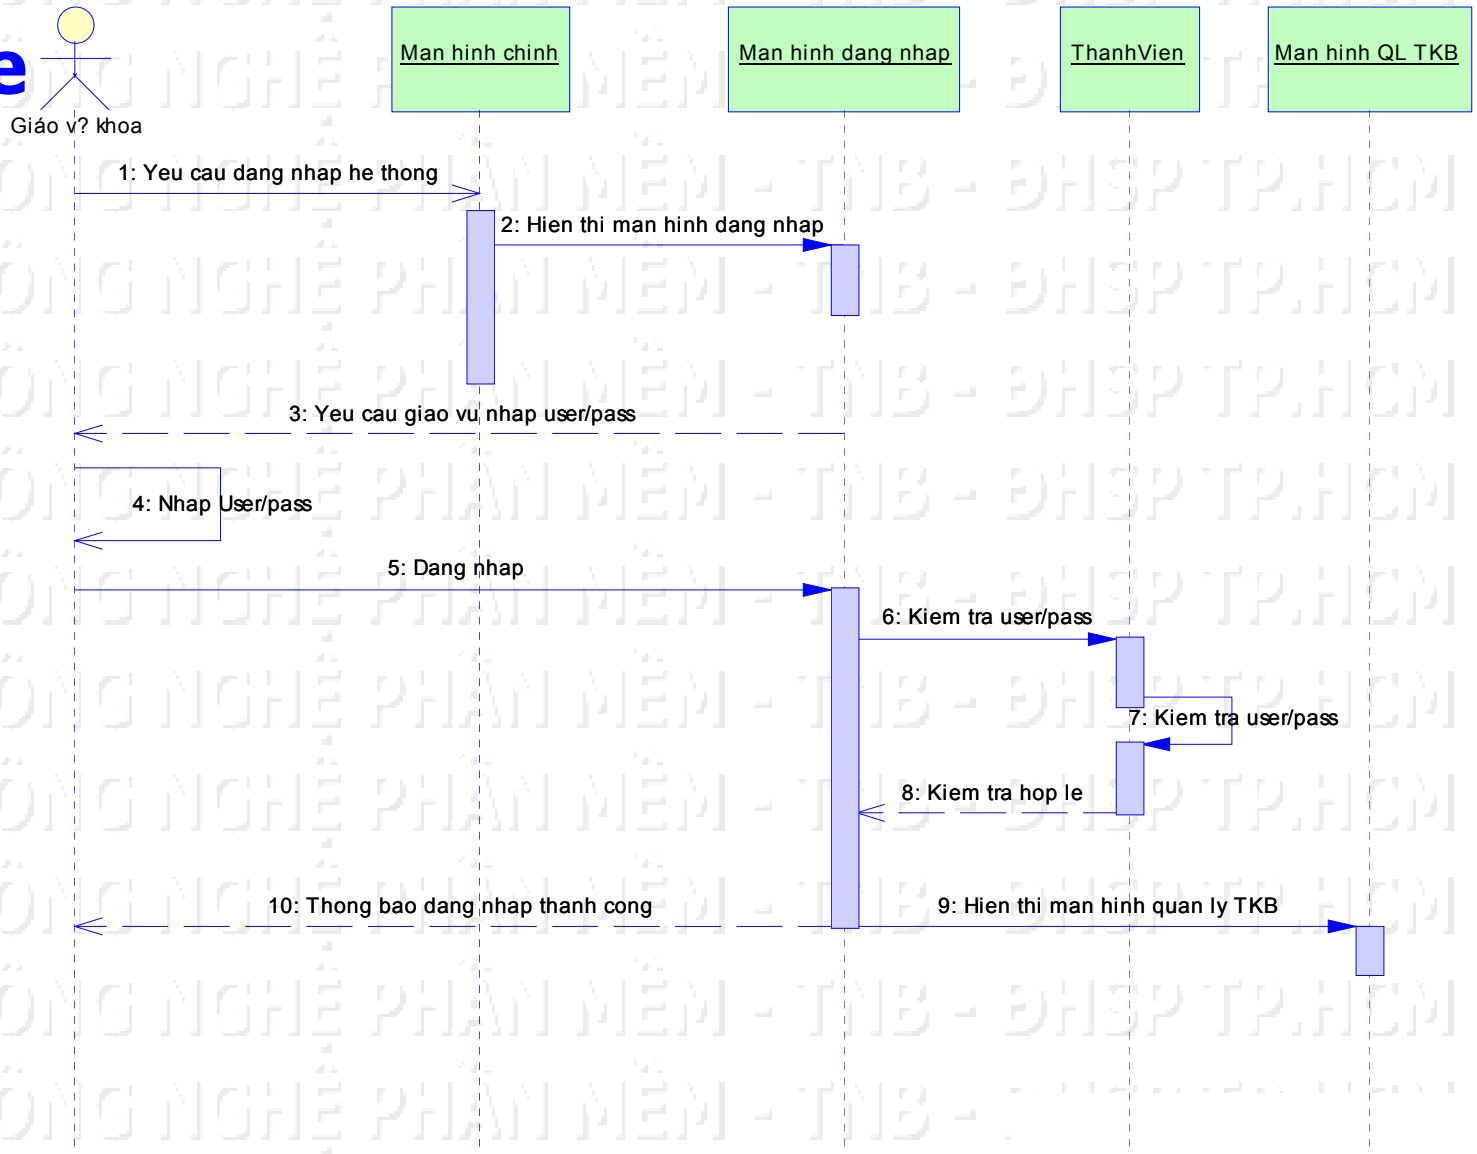 e
Giáo v? khoa
Man hinh chinh
Man hinh dang nhap
ThanhVien
Man hinh QL TKB
1: Yeu cau dang nhap he thong
2: Hien thi man hinh dang nhap
3: Yeu cau giao vu nhap user/pass
4: Nhap User/pass
5: Dang nhap
6: Kiem tra user/pass
7: Kiem tra user/pass
8: Kiem tra hop le
10: Thong bao dang nhap thanh cong
9: Hien thi man hinh quan ly TKB